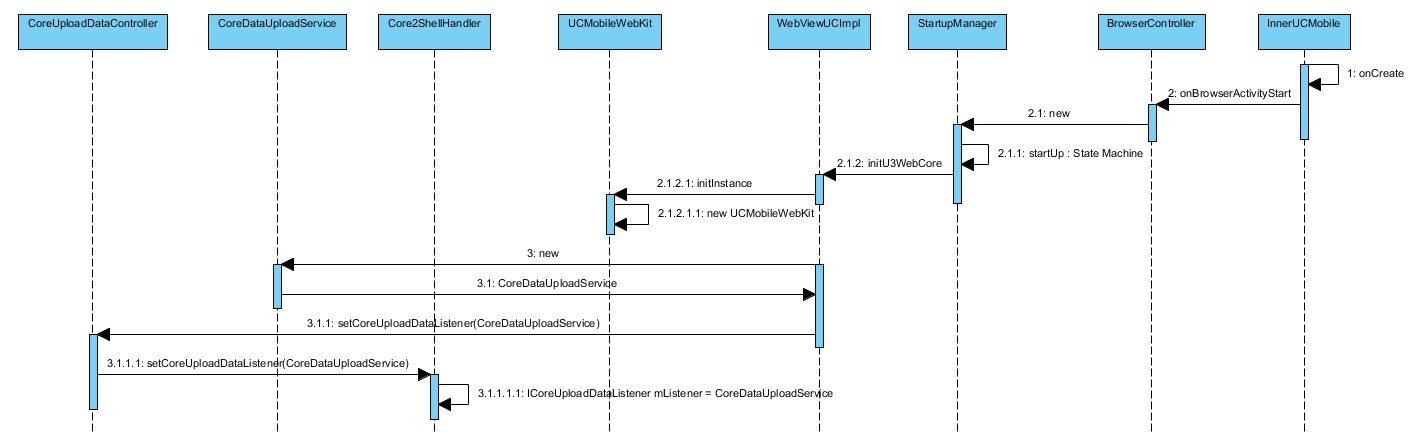 CoreUploadDataController
CoreDataUploadService
Core2ShellHandler
UCMobileWebKit
WebViewUCImpl
StartupManager
BrowserController
InnerUCMobile
1: onCreate
2: onBrowserActivityStart
2.1: new
2.1.1: startUp : State Machine
2.1.2: initU3WebCore
2.1.2.1: initInstance
2.1.2.1.1: new UCMobileWebKit
3: new
3.1: CoreDataUploadService
3.1.1: setCoreUploadDataListener(CoreDataUploadService)
3.1.1.1: setCoreUploadDataListener(CoreDataUploadService)
3.1.1.1.1: ICoreUploadDataListener mListener = CoreDataUploadService